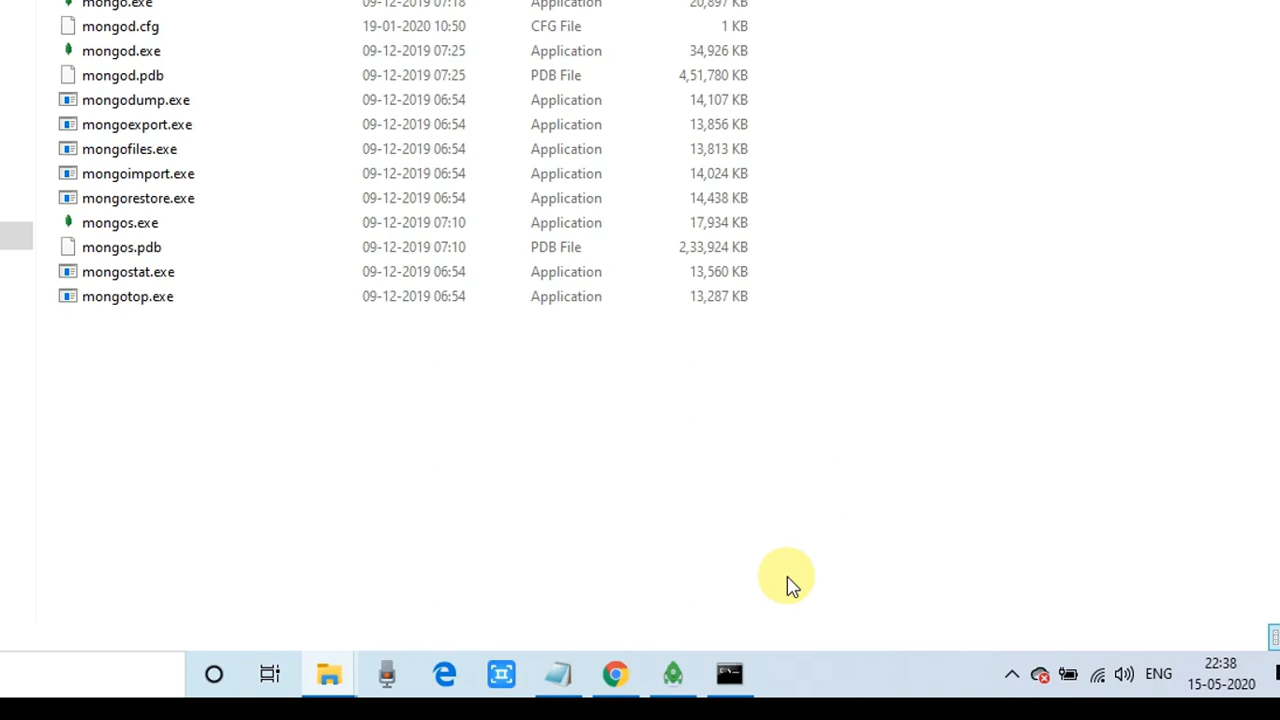 mongo.exe 09-12-2019 07:18 Application 20,897 KB
mongod.cfg 19-01-2020 10:50 CFG File 1 KB
mongod.exe 09-12-2019 07:25 Application 34,926 KB
mongod.pdb 09-12-2019 07:25 PDB File 4,51,780 KB
mongodump.exe 09-12-2019 06:54 Application 14,107 KB
mongoexport.exe 09-12-2019 06:54 Application 13,856 KB
mongofiles.exe 09-12-2019 06:54 Application 13,813 KB
mongoimport.exe 09-12-2019 06:54 Application 14,024 KB
mongorestore.exe 09-12-2019 06:54 Application 14,438 KB
mongos.exe 09-12-2019 07:10 Application 17,934 KB
mongos.pdb 09-12-2019 07:10 PDB File 2,33,924 KB
mongostat.exe 09-12-2019 06:54 Application 13,560 KB
mongotop.exe 09-12-2019 06:54 Application 13,287 KB
ENG 22:38
15-05-2020